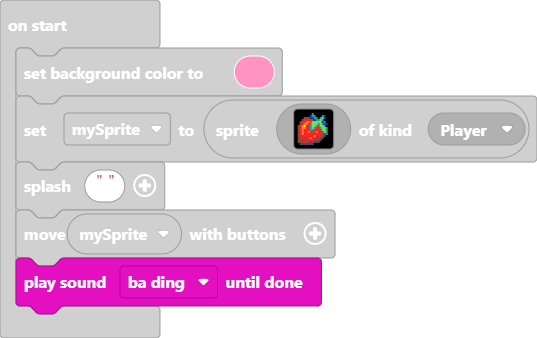 on start
set background color to
set mySprite to sprite of kind Player
splash " "
move mySprite with buttons
play sound ba ding until done